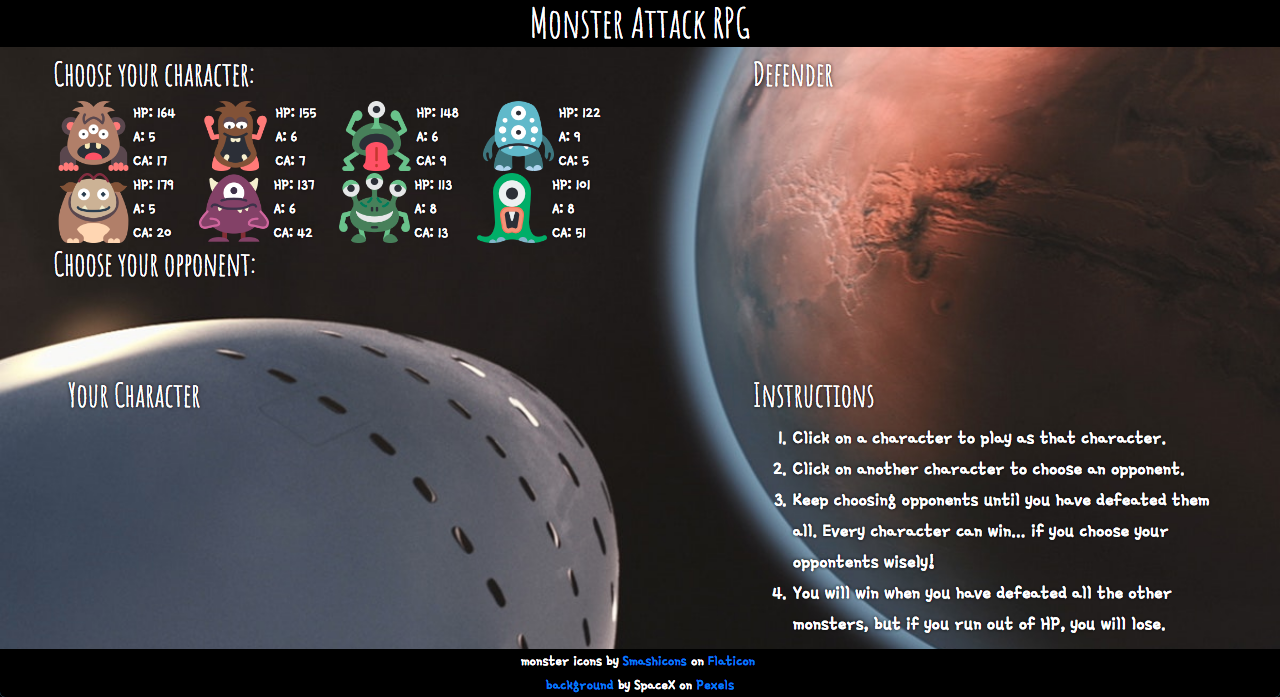 Monster Attack RPG
Choose your character:
HP: 164
A: 5
CA: 17
HP: 155
A: 6
CA: 7
HP: 148
A: 6
CA: 9
HP: 122
A: 9
CA: 5
HP: 179
A: 5
CA: 20
HP: 137
A: 6
CA: 42
HP: 113
A: 8
CA: 13
HP: 101
A: 8
CA: 51
Choose your opponent:
Your Character
Defender
Instructions
1. Click on a character to play as that character.
2. Click on another character to choose an opponent.
3. Keep choosing opponents until you have defeated them
all. Every character can win... if you choose your
oppontents wisely!
4. You will win when you have defeated all the other
monsters, but if you run out of HP, you will lose.
monster icons by Smashicons on Flaticon
background by SpaceX on Pexels